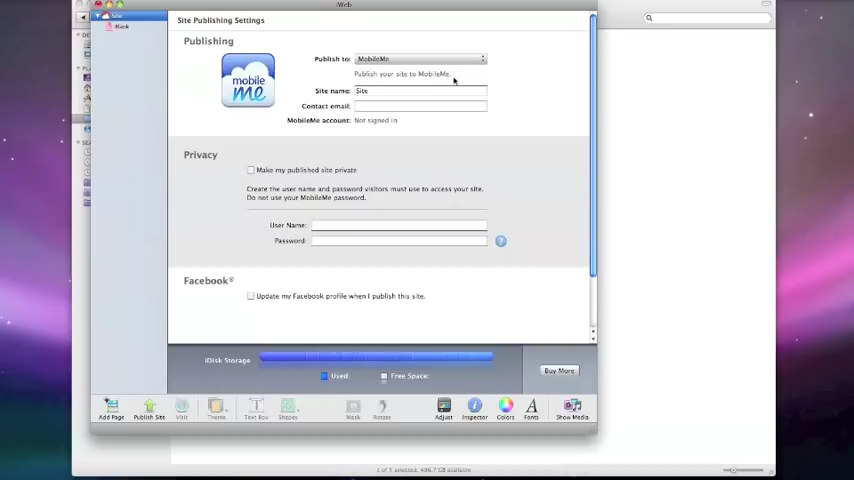 iWeb
Site
Blank
Site Publishing Settings
Publishing
mobile
me
Publish to: MobileMe
Publish your site to MobileMe.
Site name: Site
Contact email:
MobileMe account: Not signed in
Privacy
Make my published site private
Create the user name and password visitors must use to access your site.
Do not use your MobileMe password.
User Name:
Password: ?
Facebook®
Update my Facebook profile when I publish this site.
iDisk Storage
Used: Free Space:
Buy More
Add Page Publish Site Visit Theme Text Box Shapes Mask Rotate Adjust Inspector Colors Fonts Show Media